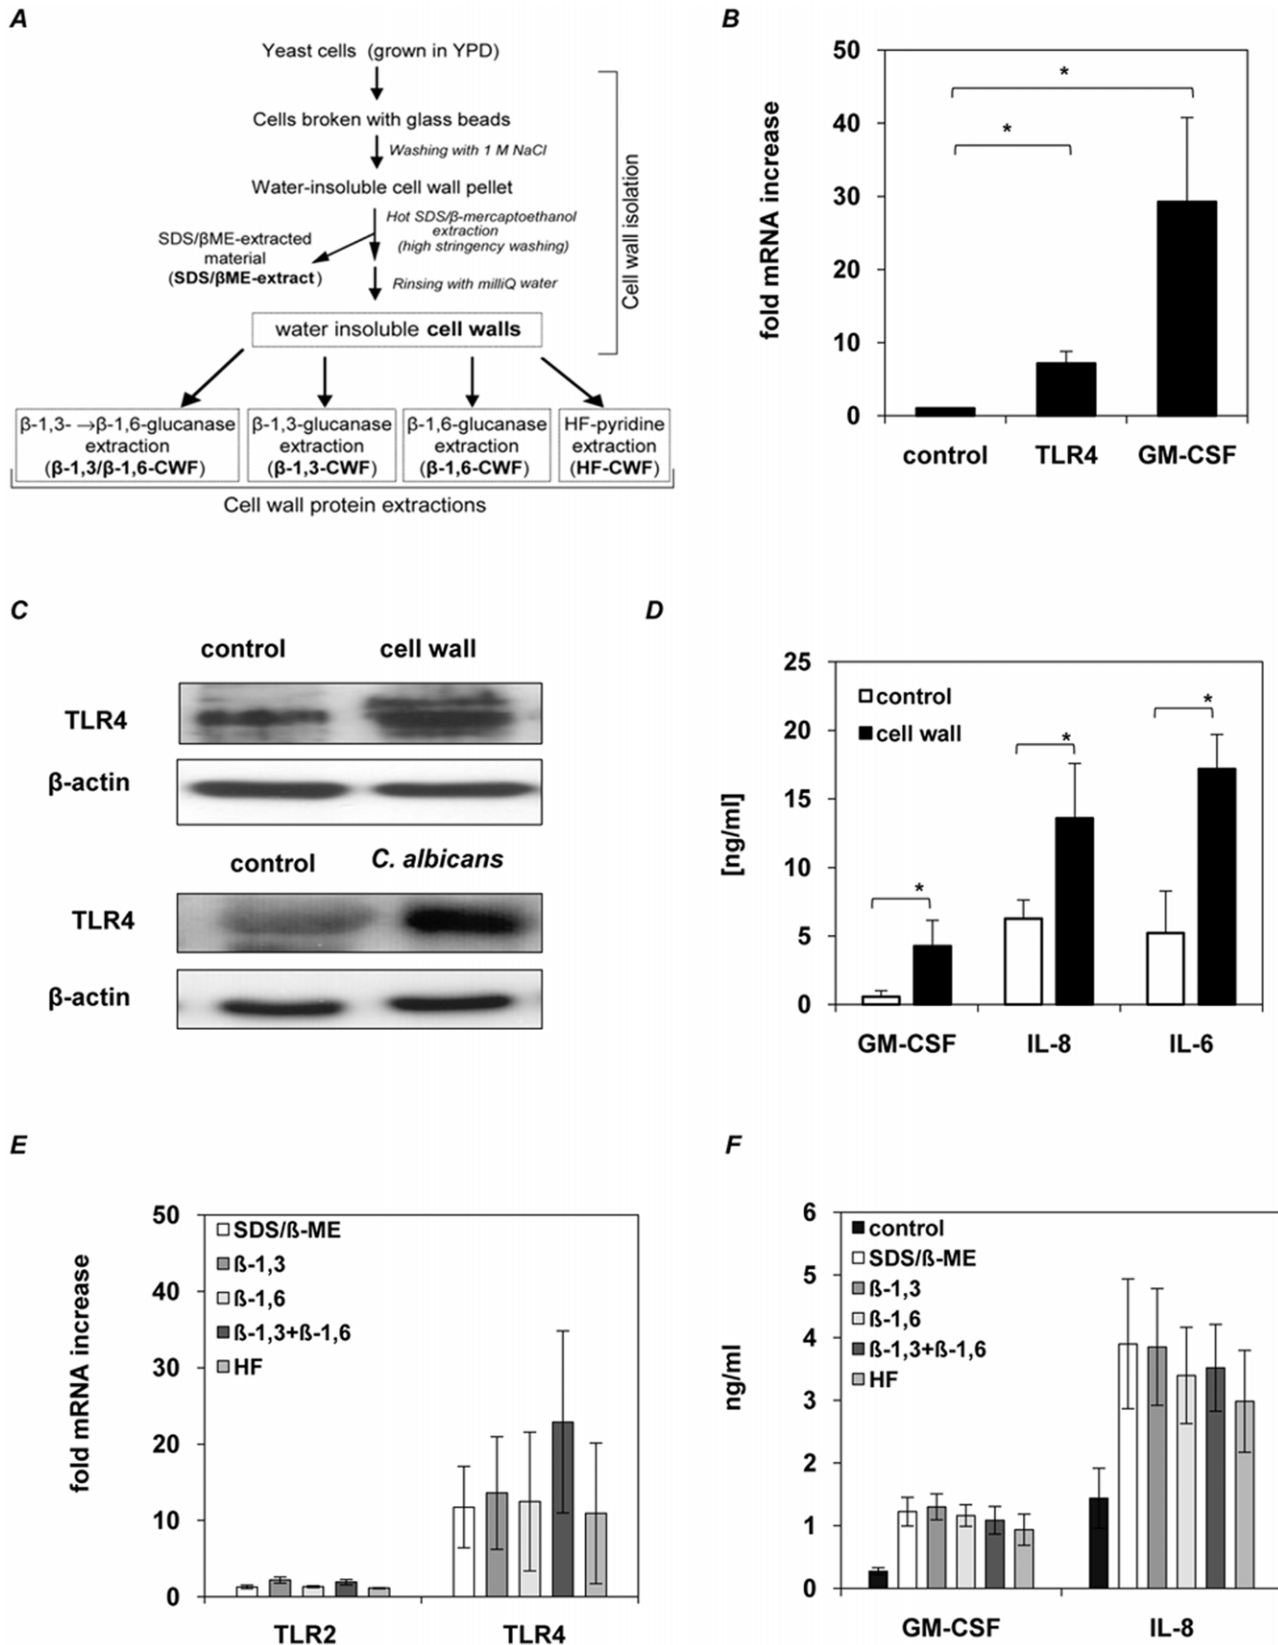 A
Yeast cells (grown in YPD)
Cells broken with glass beads
Washing with 1 M NaCl
Water-insoluble cell wall pellet
Hot SDS/β-mercaptoethanol
extraction
(high stringency washing)
SDS/βME-extracted
material
(SDS/βME-extract)
Rinsing with milliQ water
water insoluble cell walls
Cell wall isolation
β-1,3- →β-1,6-glucanase
extraction
(β-1,3/β-1,6-CWF)
β-1,3-glucanase
extraction
(β-1,3-CWF)
β-1,6-glucanase
extraction
(β-1,6-CWF)
HF-pyridine
extraction
(HF-CWF)
Cell wall protein extractions
B
fold mRNA increase
50
40
30
20
10
0
*
*
control TLR4 GM-CSF
C
control cell wall
TLR4
β-actin
control C. albicans
TLR4
β-actin
D
[ng/ml]
25
20
15
10
5
0
control
cell wall
*
*
*
GM-CSF IL-8 IL-6
E
fold mRNA increase
50
40
30
20
10
0
SDS/ß-ME
ß-1,3
ß-1,6
ß-1,3+ß-1,6
HF
TLR2 TLR4
F
ng/ml
6
5
4
3
2
1
0
control
SDS/ß-ME
ß-1,3
ß-1,6
ß-1,3+ß-1,6
HF
GM-CSF IL-8